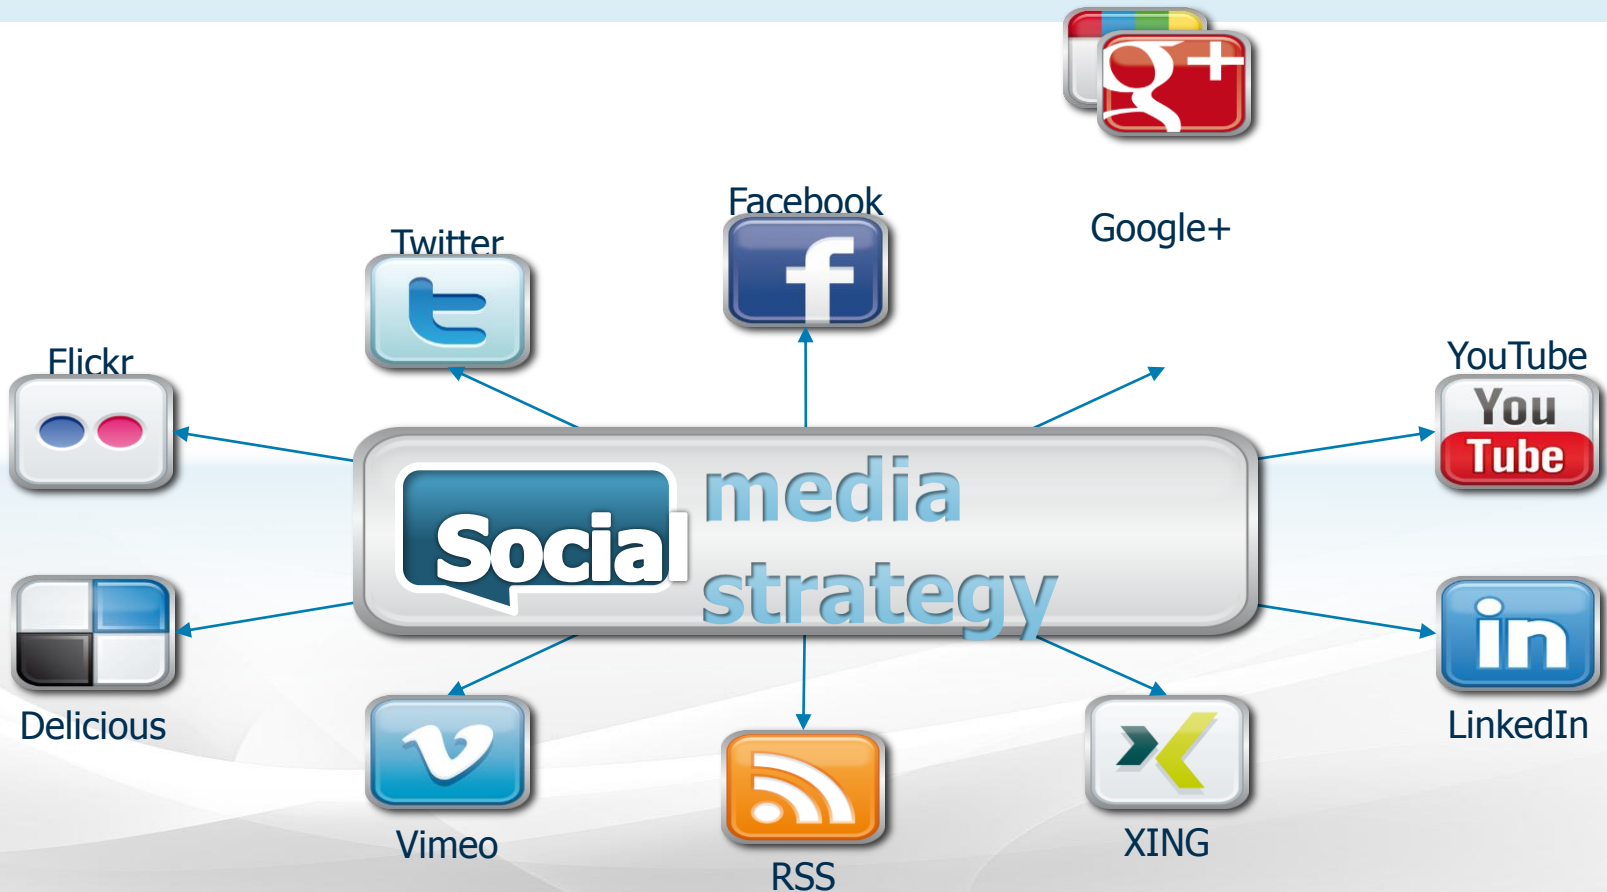 g+
Facebook
Google+
Twitter
f
t
Flickr
YouTube
You
Tube
Social
media
strategy
in
Delicious
LinkedIn
v
Vimeo
XING
RSS